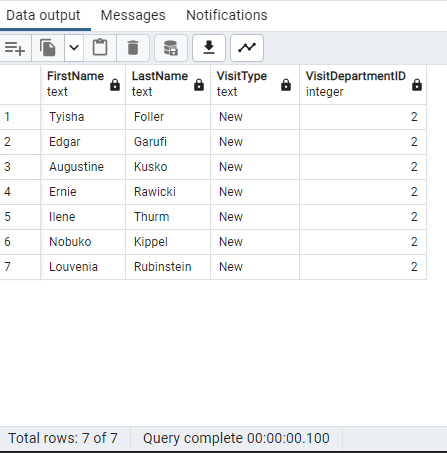 Data output Messages Notifications
FirstName LastName VisitType VisitDepartmentID
text text text integer
1 Tyisha Foller New 2
2 Edgar Garufi New 2
3 Augustine Kusko New 2
4 Ernie Rawicki New 2
5 Ilene Thurm New 2
6 Nobuko Kippel New 2
7 Louvenia Rubinstein New 2
Total rows: 7 of 7 Query complete 00:00:00.100